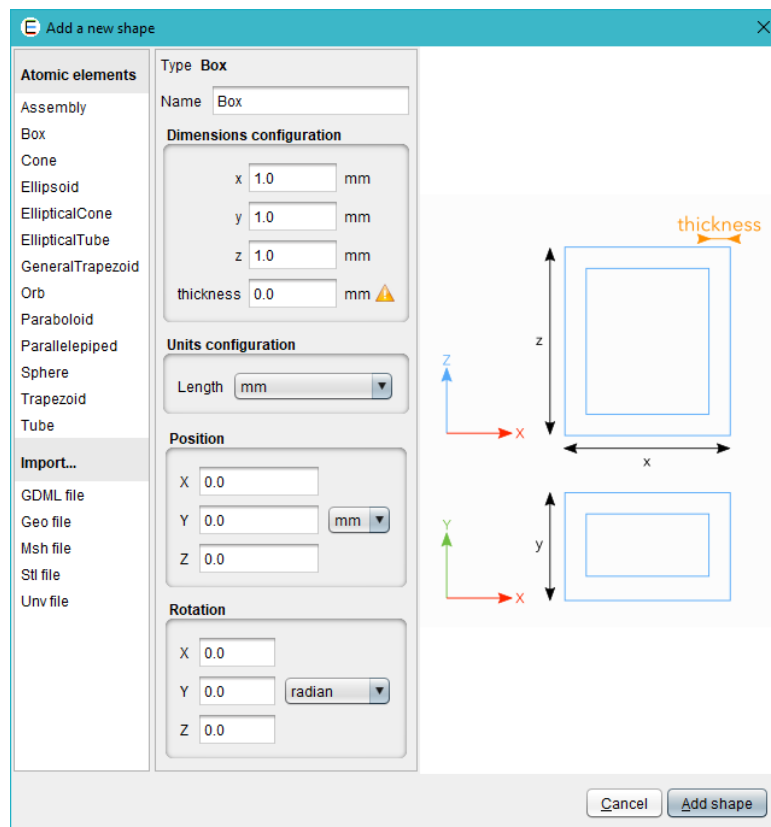 E Add a new shape
Atomic elements
Assembly
Box
Cone
Ellipsoid
EllipticalCone
EllipticalTube
GeneralTrapezoid
Orb
Paraboloid
Parallelepiped
Sphere
Trapezoid
Tube
Import...
GDML file
Geo file
Msh file
Stl file
Unv file
Type Box
Name Box
Dimensions configuration
x 1.0 mm
y 1.0 mm
z 1.0 mm
thickness 0.0 mm
Units configuration
Length mm
Position
X 0.0
Y 0.0 mm
Z 0.0
Rotation
X 0.0
Y 0.0 radian
Z 0.0
thickness
z
Z
X
x
Y
y
X
Cancel Add shape